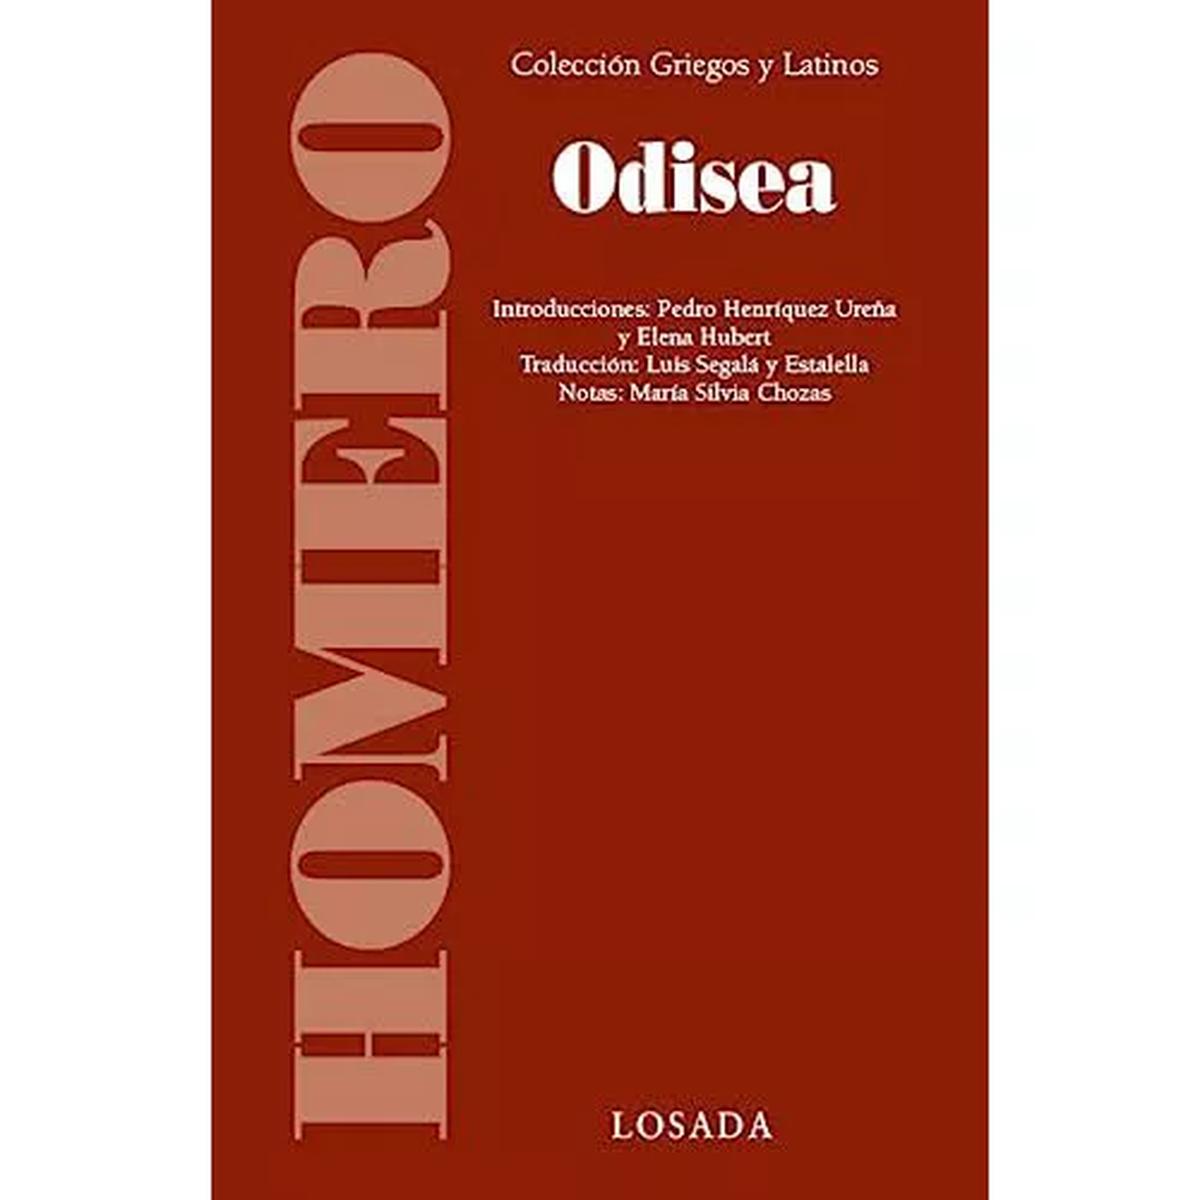 HOMERO
Colección Griegos y Latinos
Odisea
Introducciones: Pedro Henríquez Ureña
y Elena Hubert
Traducción: Luis Segalá y Estalella
Notas: María Silvia Chozas
LOSADA